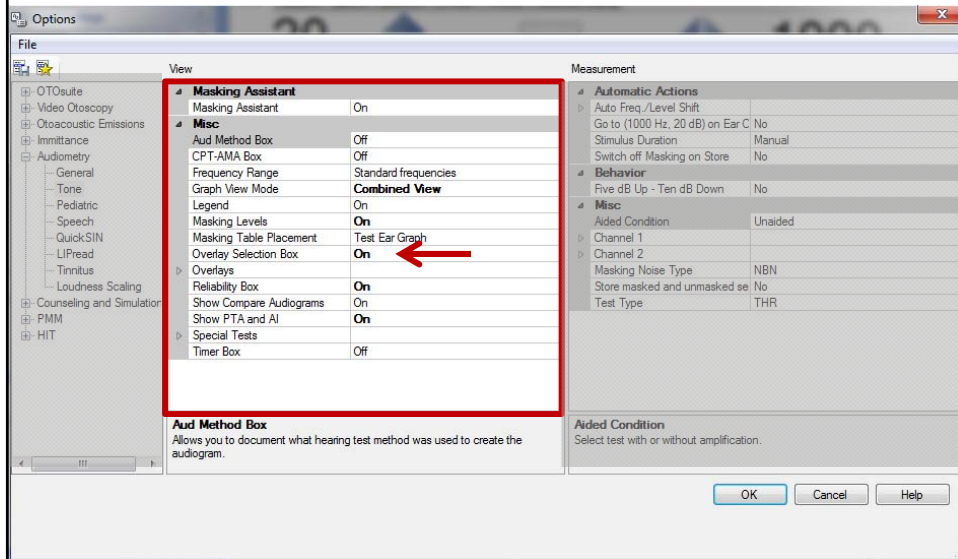 Options
File
View
Measurement
OTOsuite
Video Otoscopy
Otoacoustic Emissions
Immittance
Audiometry
General
Tone
Pediatric
Speech
QuickSIN
LIPread
Tinnitus
Loudness Scaling
Counseling and Simulation
PMM
HIT
Masking Assistant
Masking Assistant On
Misc
Aud Method Box Off
CPT-AMA Box Off
Frequency Range Standard frequencies
Graph View Mode Combined View
Legend On
Masking Levels On
Masking Table Placement Test Ear Graph
Overlay Selection Box On
Overlays
Reliability Box On
Show Compare Audiograms On
Show PTA and AI On
Special Tests
Timer Box Off
Aud Method Box
Allows you to document what hearing test method was used to create the
audiogram.
Automatic Actions
Auto Freq./Level Shift
Go to (1000 Hz, 20 dB) on Ear C No
Stimulus Duration Manual
Switch off Masking on Store No
Behavior
Five dB Up - Ten dB Down No
Misc
Aided Condition Unaided
Channel 1
Channel 2
Masking Noise Type NBN
Store masked and unmasked se No
Test Type THR
Aided Condition
Select test with or without amplification.
OK Cancel Help